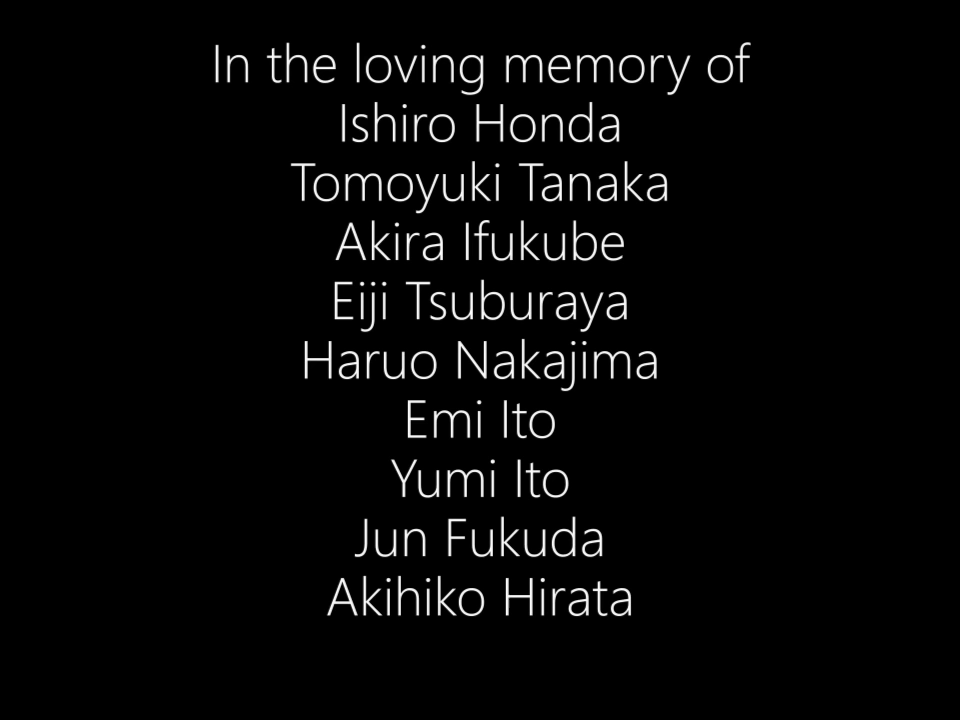 In the loving memory of
Ishiro Honda
Tomoyuki Tanaka
Akira Ifukube
Eiji Tsuburaya
Haruo Nakajima
Emi Ito
Yumi Ito
Jun Fukuda
Akihiko Hirata